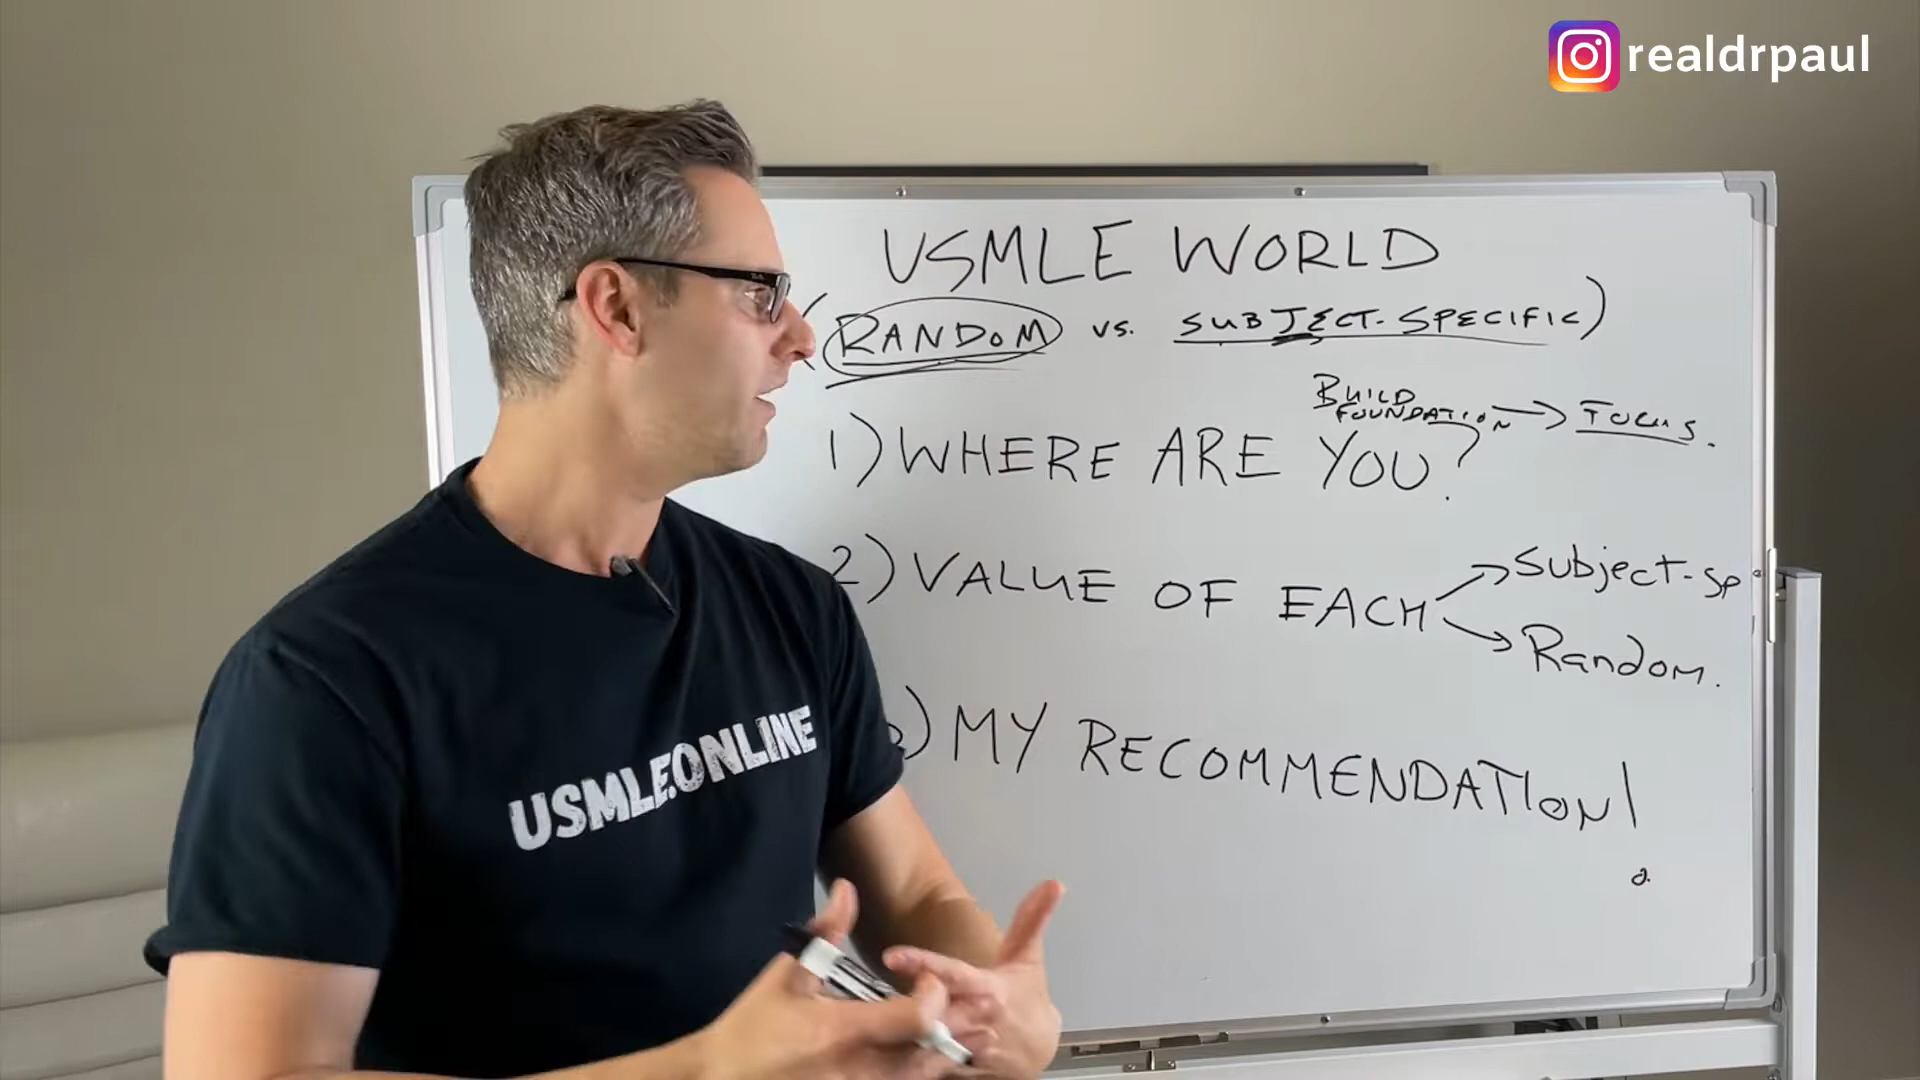 realdrpaul
USMLE WORLD
(RANDOM vs. SUBJECT-SPECIFIC)
BUILD
FOUNDATION → FOCUS.
1) WHERE ARE YOU?
2) VALUE OF EACH
Subject-Sp
Random.
) MY RECOMMENDATION!
USMLE.ONLINE